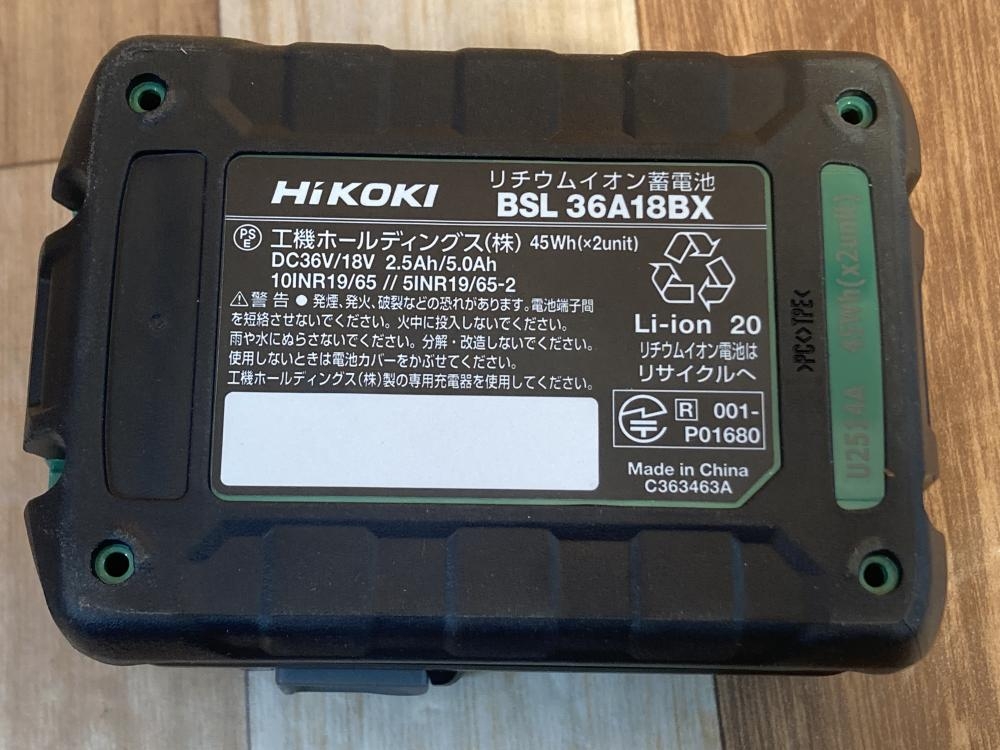 HiKOKI
リチウムイオン蓄電池
BSL 36A18BX
PS
E
工機ホールディングス(株) 45Wh(×2unit)
DC36V/18V 2.5Ah/5.0Ah
10INR19/65 // 5INR19/65-2
⚠警告 ● 発煙、発火、破裂などの恐れがあります。電池端子間
を短絡させないでください。火中に投入しないでください。
雨や水にぬらさないでください。分解・改造しないでください。
使用しないときは電池カバーをかぶせてください。
工機ホールディングス(株)製の専用充電器を使用してください。
Li-ion 20
リチウムイオン電池は
リサイクルへ
R 001-
P01680
Made in China
C363463A
>PC<>TPE<
U2514A 45Wh(x2unit)